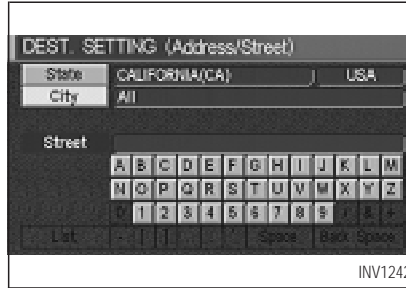 DEST. SETTING (Address/Street)
State CALIFORNIA(CA) USA
City All
Street
A B C D E F G H I J K L M
N O P Q R S T U V W X Y Z
0 1 2 3 4 5 6 7 8 9 / & +
List - [ ] . ' Space Back Space
INV1242